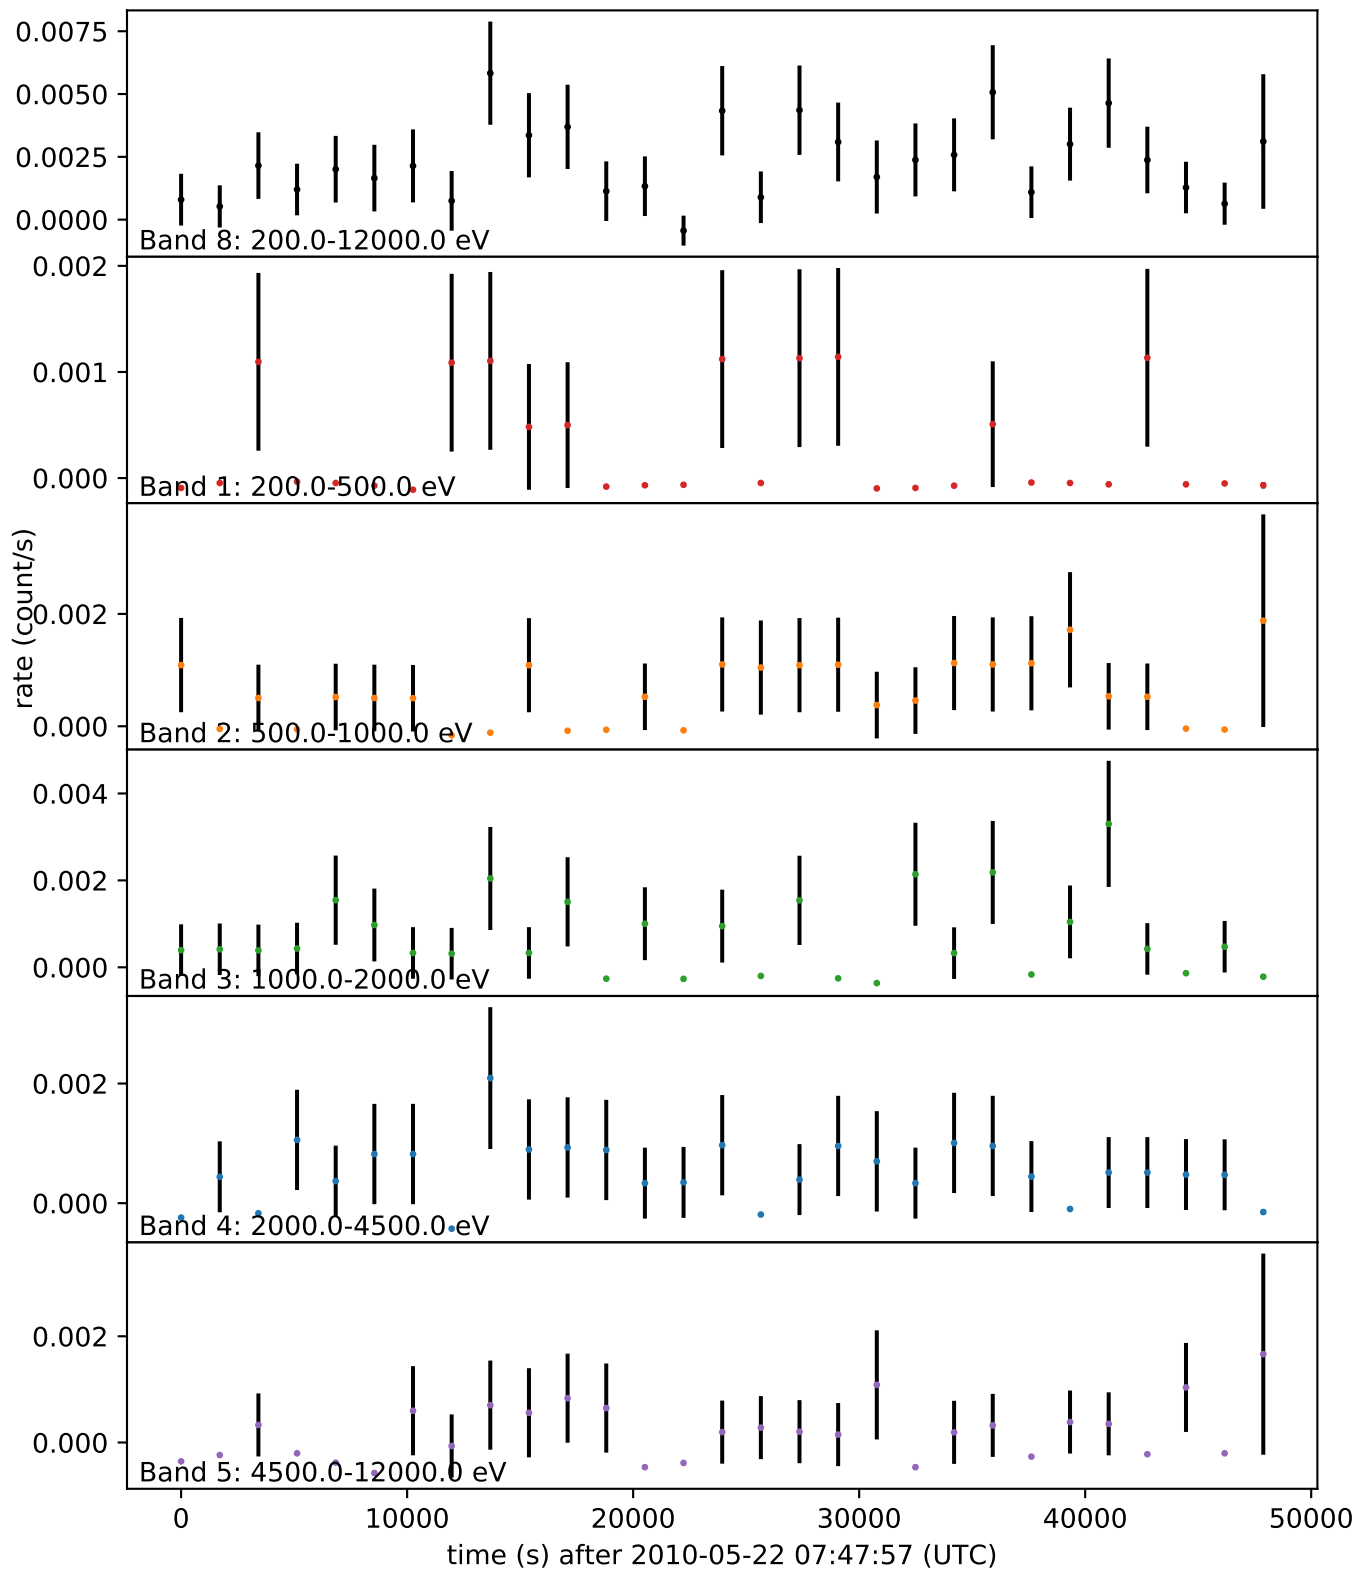 0.0075
0.0050
0.0025
0.0000
Band 8: 200.0-12000.0 eV
0.002
0.001
0.000
Band 1: 200.0-500.0 eV
rate (count/s)
0.002
0.000
Band 2: 500.0-1000.0 eV
0.004
0.002
0.000
Band 3: 1000.0-2000.0 eV
0.002
0.000
Band 4: 2000.0-4500.0 eV
0.002
0.000
Band 5: 4500.0-12000.0 eV
0 10000 20000 30000 40000 50000
time (s) after 2010-05-22 07:47:57 (UTC)